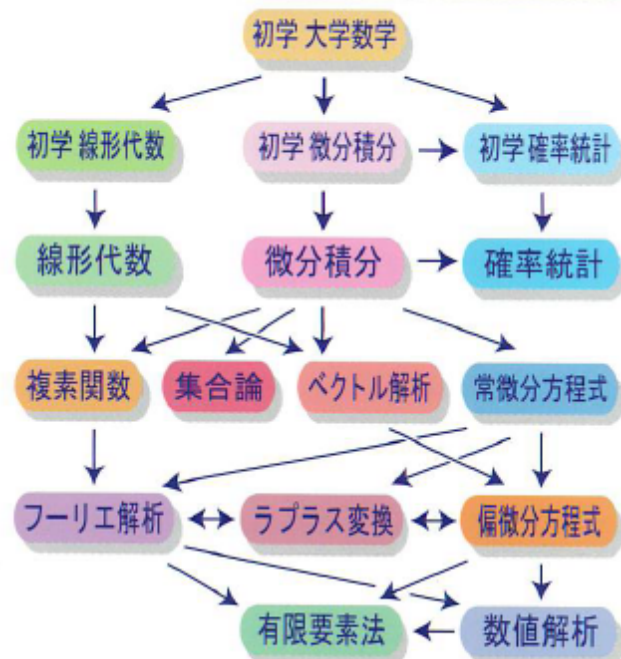 初学 大学数学
初学 線形代数
初学 微分積分
初学 確率統計
線形代数
微分積分
確率統計
複素関数
集合論
ベクトル解析
常微分方程式
フーリエ解析
ラプラス変換
偏微分方程式
有限要素法
数値解析